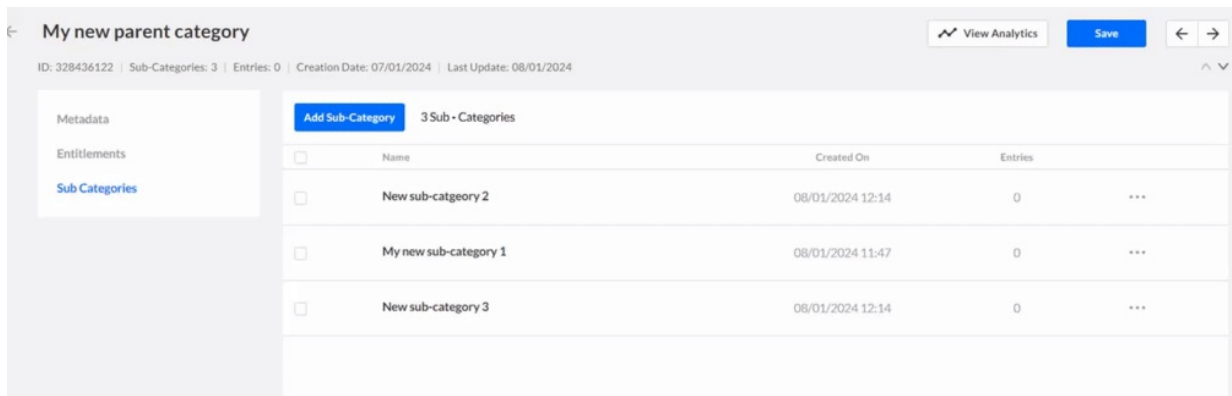 My new parent category
View Analytics
Save
ID: 328436122 | Sub-Categories: 3 | Entries: 0 | Creation Date: 07/01/2024 | Last Update: 08/01/2024
Metadata
Entitlements
Sub Categories
Add Sub-Category 3 Sub - Categories
Name Created On Entries
New sub-catgeory 2 08/01/2024 12:14 0
My new sub-category 1 08/01/2024 11:47 0
New sub-category 3 08/01/2024 12:14 0